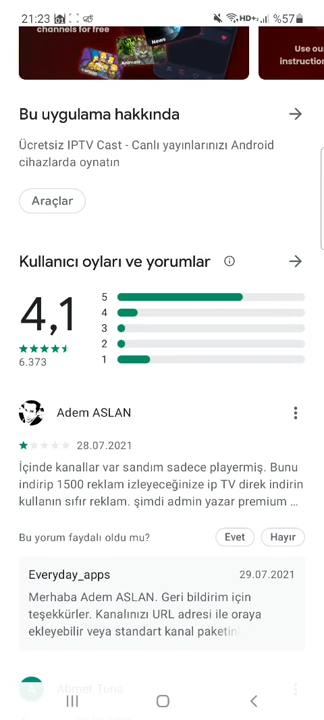 21:23 HD+ %57
channels for free
News
Use ou
instruction
Bu uygulama hakkında
Ücretsiz IPTV Cast - Canlı yayınlarınızı Android
cihazlarda oynatın
Araçlar
Kullanıcı oyları ve yorumlar
4,1
6.373
5
4
3
2
1
Adem ASLAN
28.07.2021
İçinde kanallar var sandım sadece playermiş. Bunu
indirip 1500 reklam izleyeceğinize ip TV direk indirin
kullanın sıfır reklam. şimdi admin yazar premium ...
Bu yorum faydalı oldu mu?
Evet
Hayır
Everyday_apps
29.07.2021
Merhaba Adem ASLAN. Geri bildirim için
teşekkürler. Kanalınızı URL adresi ile oraya
ekleyebilir veya standart kanal paketin
A
Ahmet Tuna